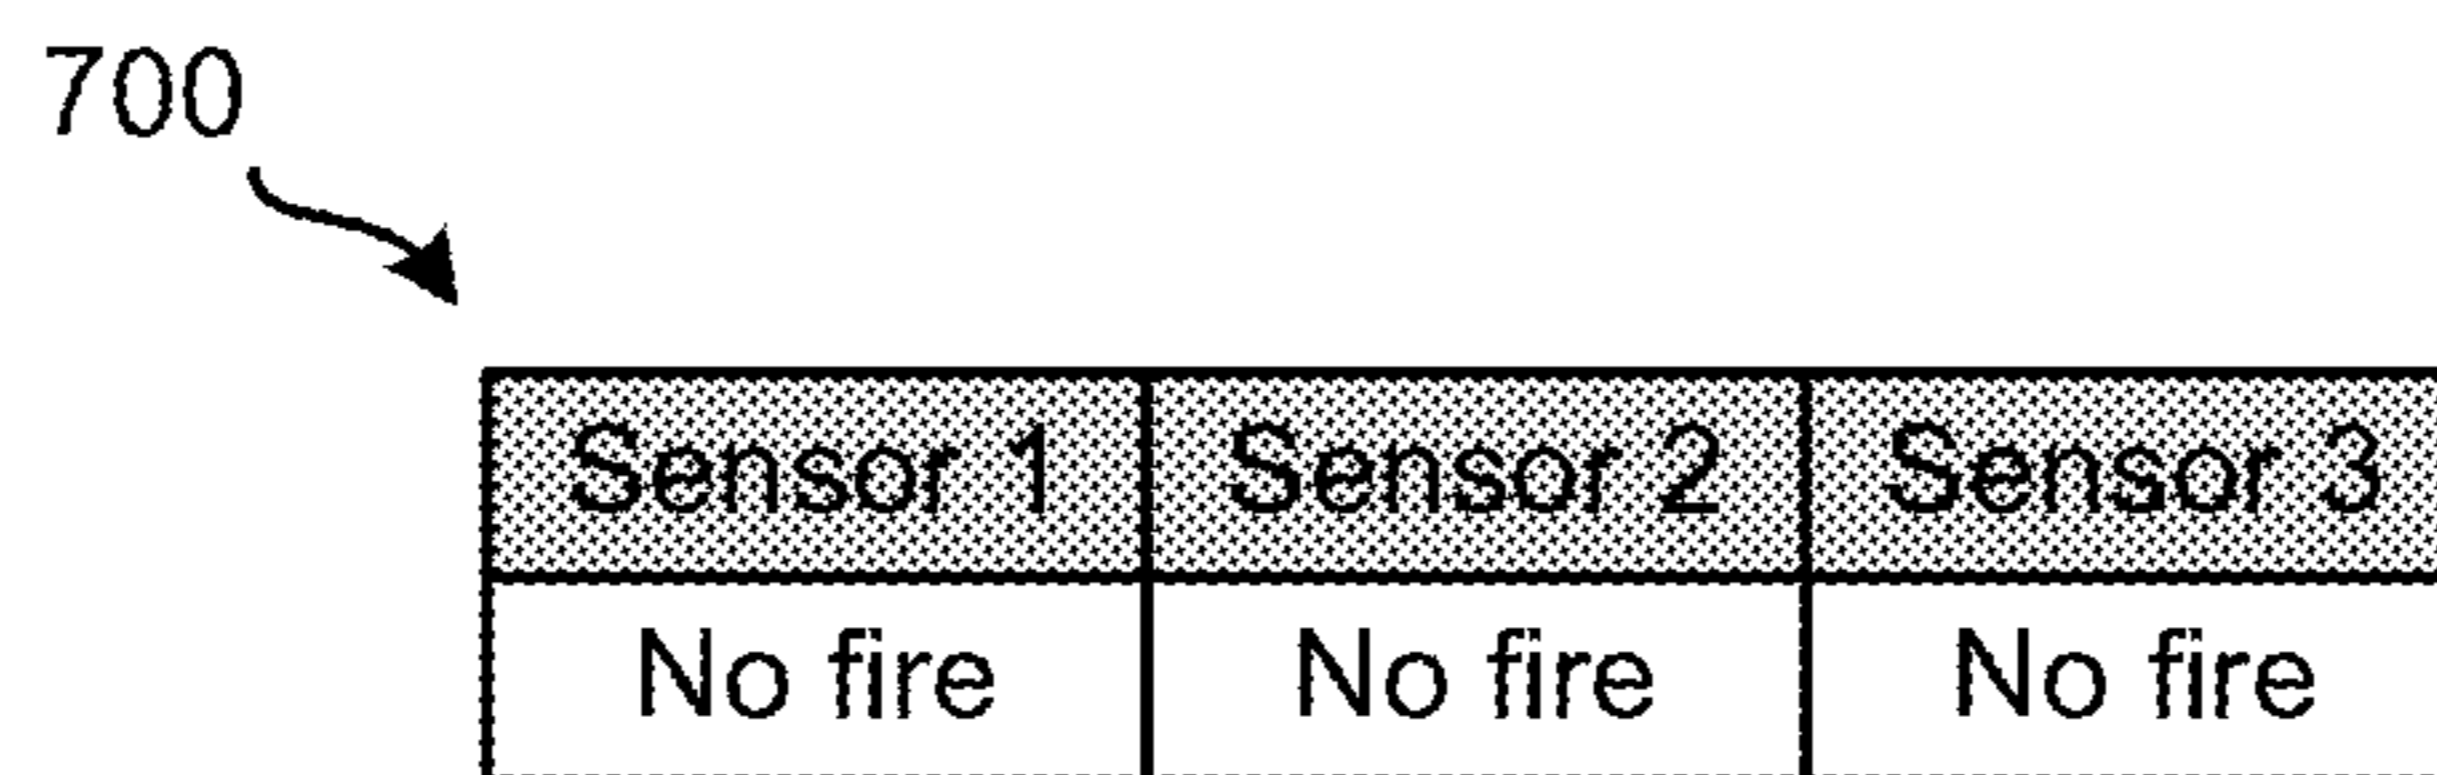 700
Sensor 1 Sensor 2 Sensor 3
No fire No fire No fire